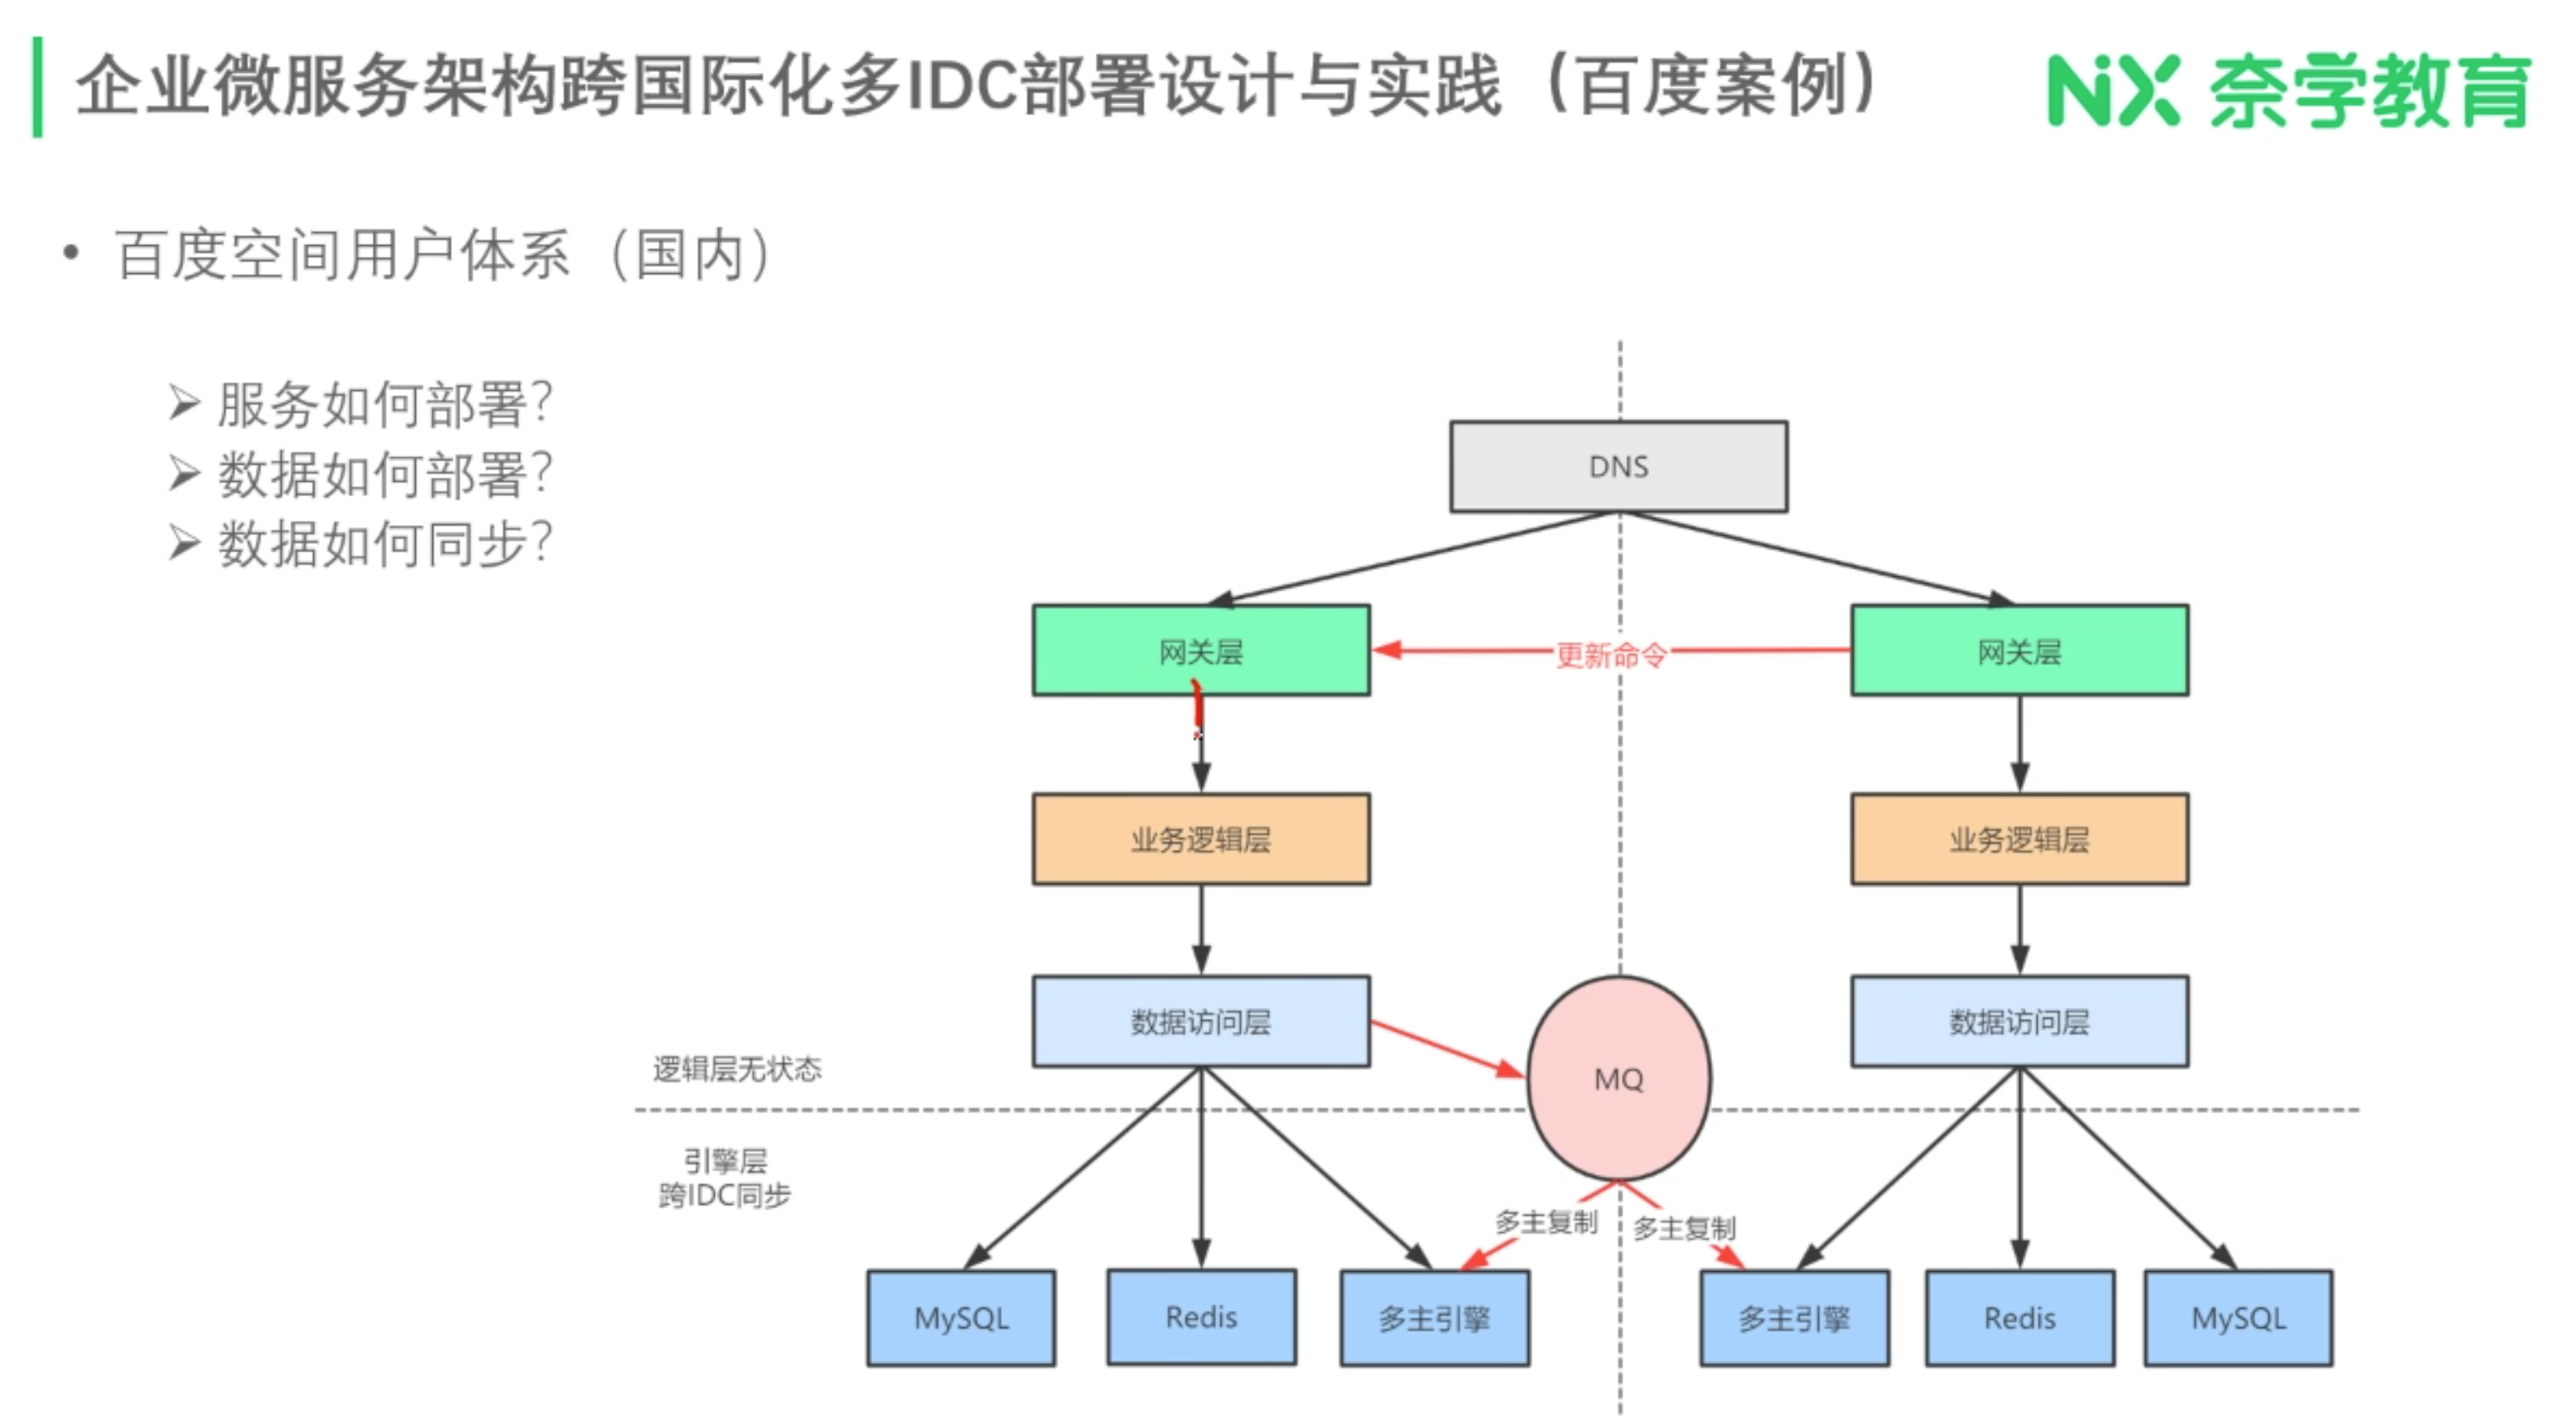 企业微服务架构跨国际化多IDC部署设计与实践（百度案例）
NX 奈学教育
• 百度空间用户体系（国内）
➢ 服务如何部署？
➢ 数据如何部署？
➢ 数据如何同步？
DNS
网关层
更新命令
网关层
业务逻辑层
业务逻辑层
数据访问层
数据访问层
逻辑层无状态
MQ
引擎层
跨IDC同步
多主复制
多主复制
MySQL
Redis
多主引擎
多主引擎
Redis
MySQL